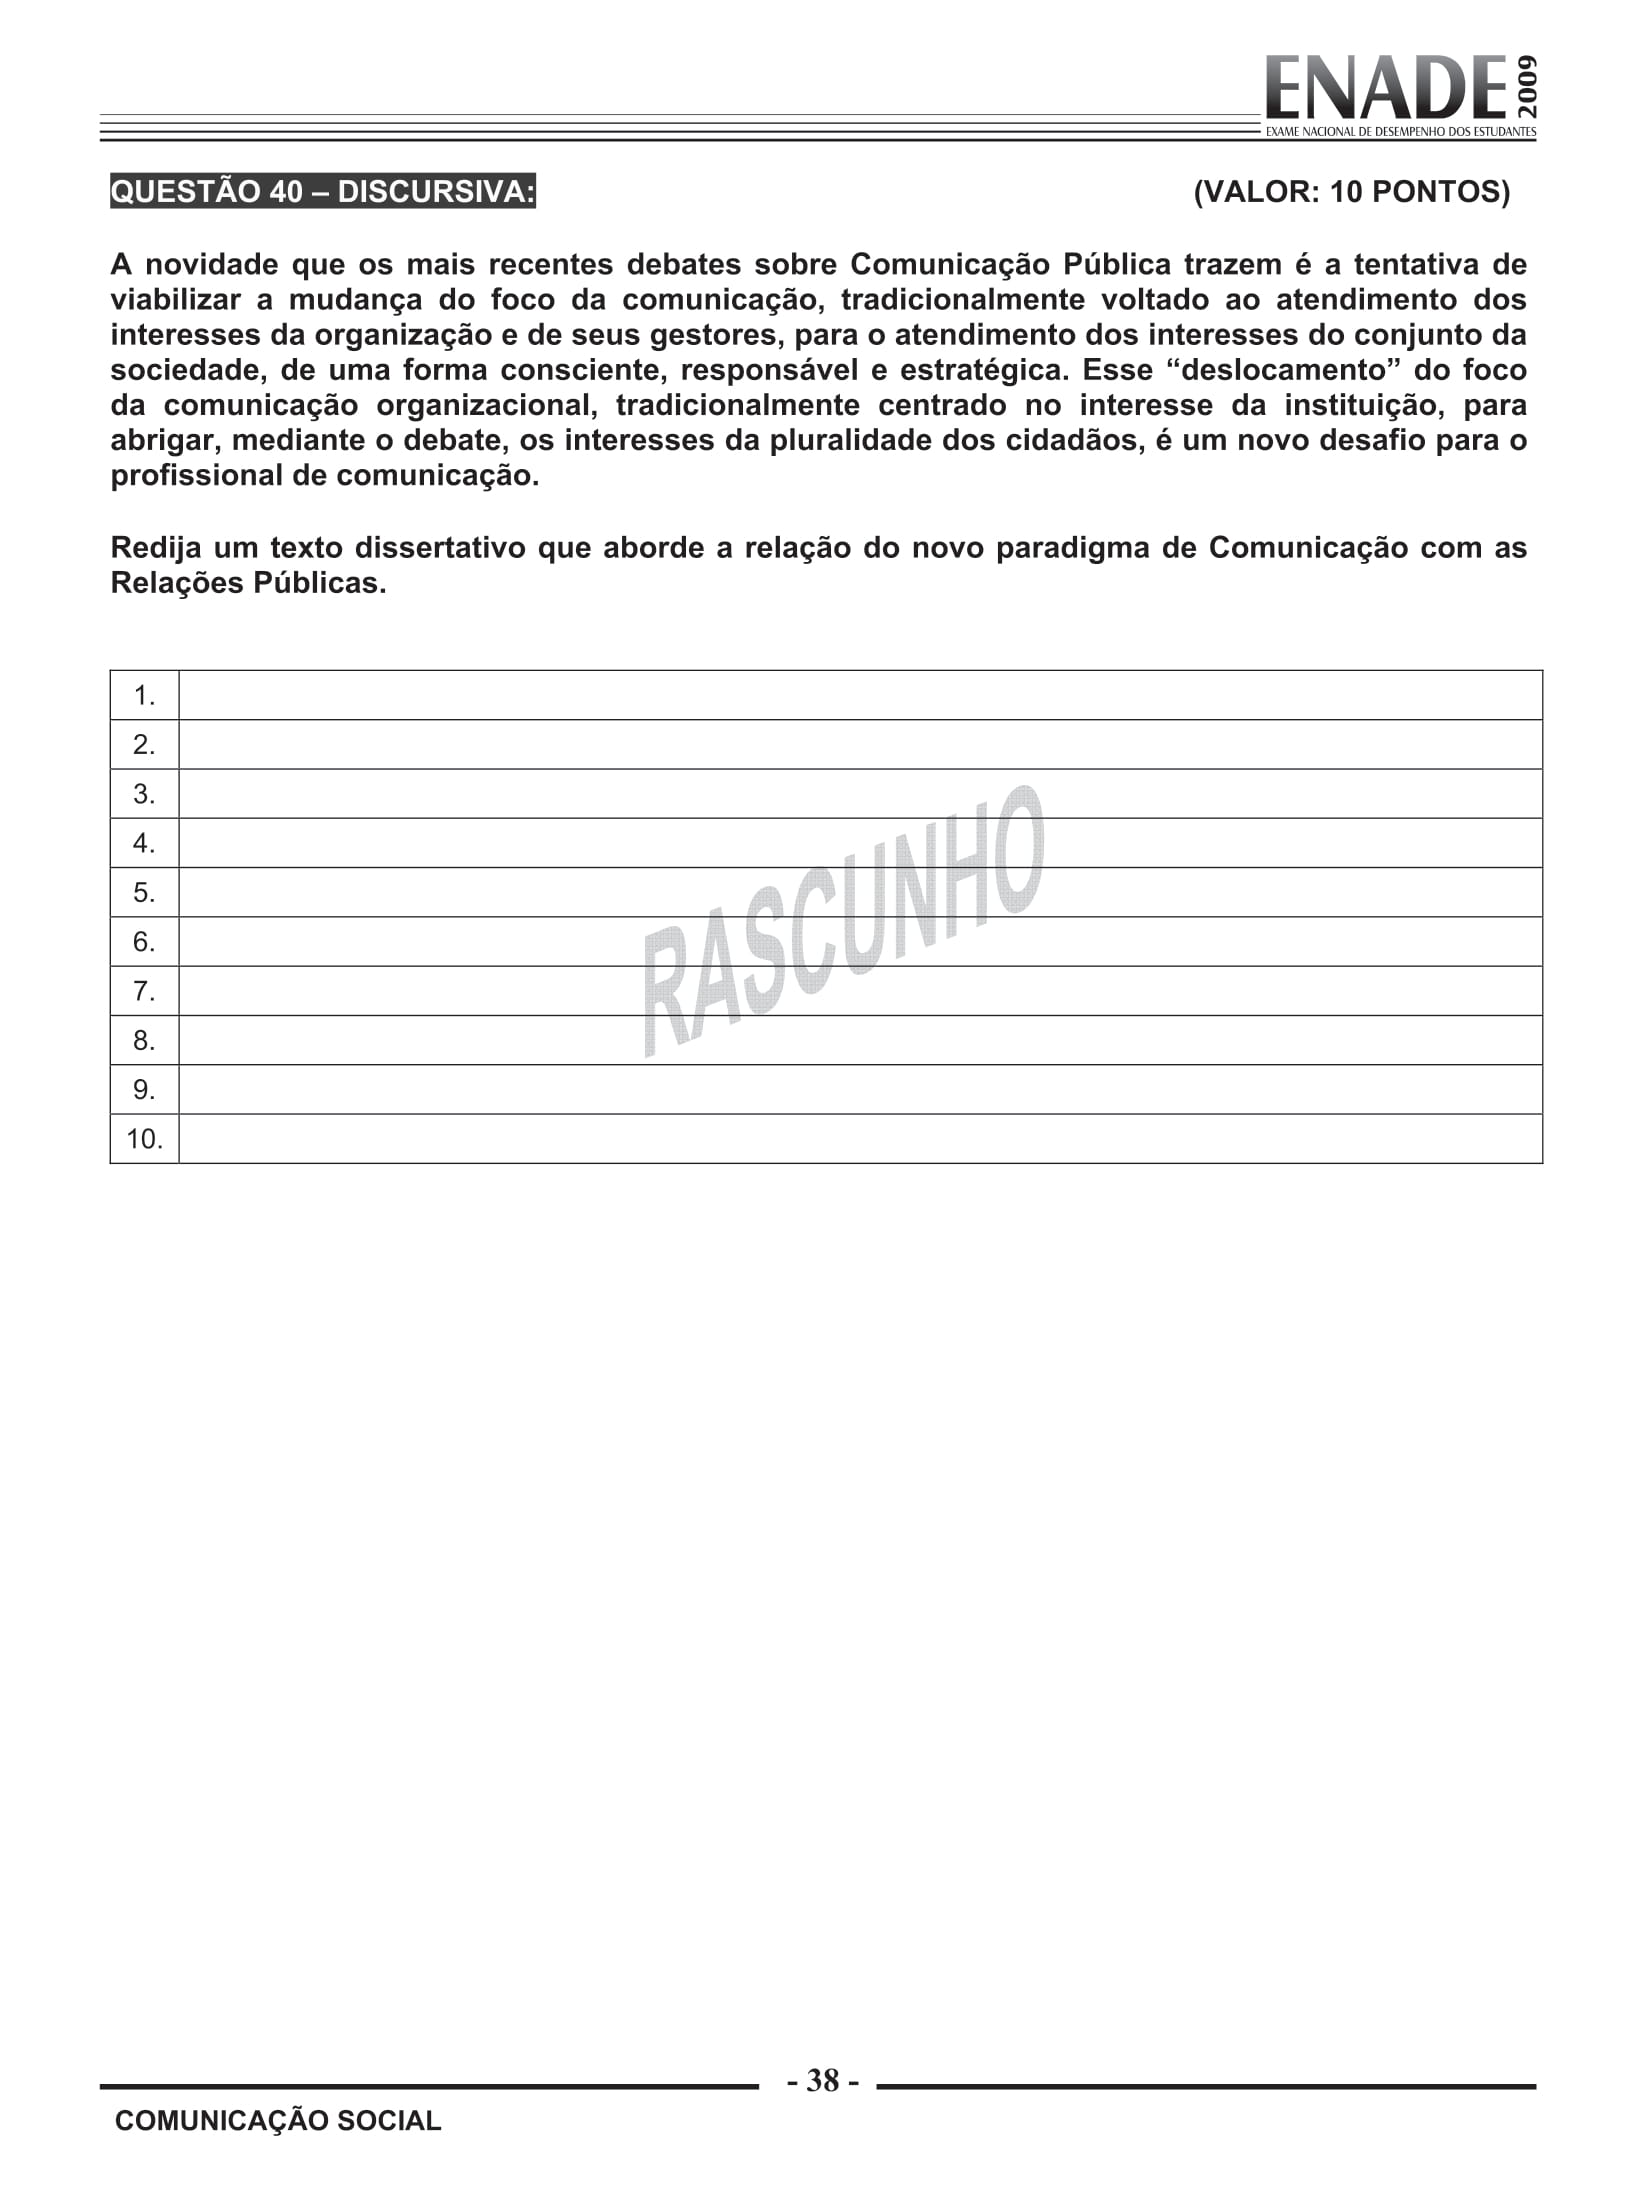 ENADE 2009
EXAME NACIONAL DE DESEMPENHO DOS ESTUDANTES
QUESTÃO 40 – DISCURSIVA: (VALOR: 10 PONTOS)
A novidade que os mais recentes debates sobre Comunicação Pública trazem é a tentativa de
viabilizar a mudança do foco da comunicação, tradicionalmente voltado ao atendimento dos
interesses da organização e de seus gestores, para o atendimento dos interesses do conjunto da
sociedade, de uma forma consciente, responsável e estratégica. Esse “deslocamento” do foco
da comunicação organizacional, tradicionalmente centrado no interesse da instituição, para
abrigar, mediante o debate, os interesses da pluralidade dos cidadãos, é um novo desafio para o
profissional de comunicação.
Redija um texto dissertativo que aborde a relação do novo paradigma de Comunicação com as
Relações Públicas.
1.
2.
3.
4.
5.
6.
7.
8.
9.
10.
RASCUNHO
- 38 -
COMUNICAÇÃO SOCIAL